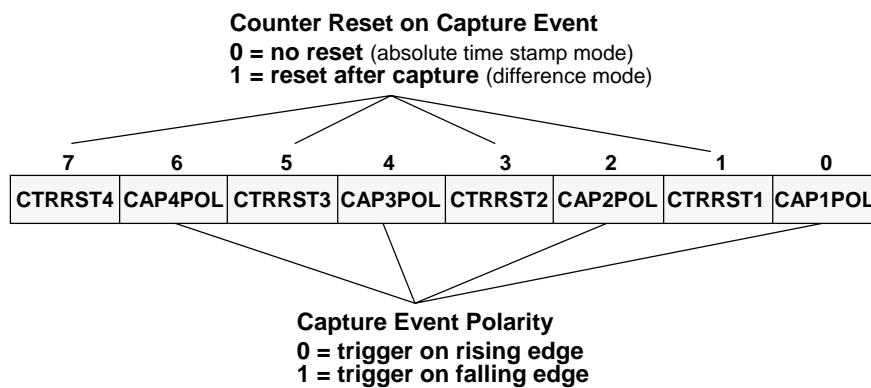 Counter Reset on Capture Event
0 = no reset (absolute time stamp mode)
1 = reset after capture (difference mode)
7 6 5 4 3 2 1 0
CTRRST4 CAP4POL CTRRST3 CAP3POL CTRRST2 CAP2POL CTRRST1 CAP1POL
Capture Event Polarity
0 = trigger on rising edge
1 = trigger on falling edge